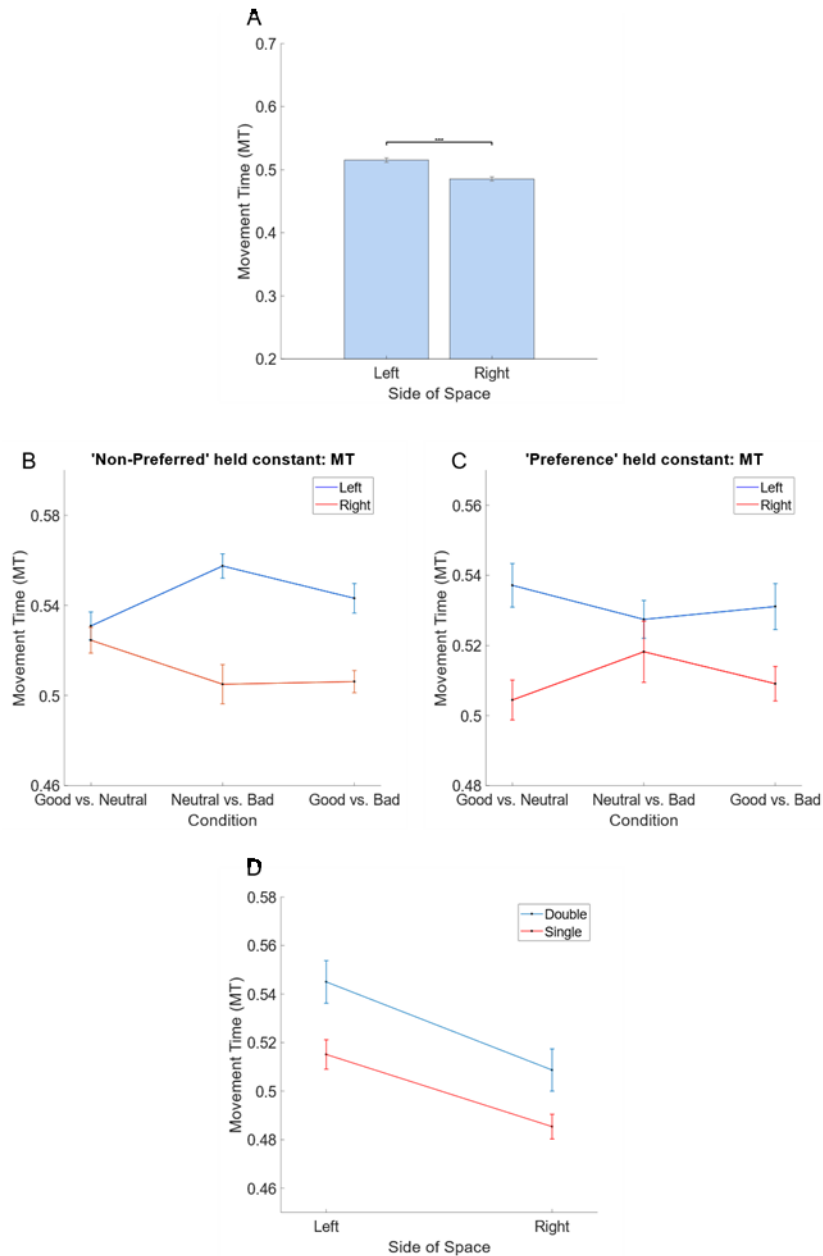 A
0.7
0.6
0.5
0.4
0.3
0.2
Movement Time (MT)
***
Left
Right
Side of Space
B
'Non-Preferred' held constant: MT
Left
Right
0.58
0.54
0.5
0.46
Movement Time (MT)
Good vs. Neutral
Neutral vs. Bad
Good vs. Bad
Condition
C
'Preference' held constant: MT
Left
Right
0.56
0.54
0.52
0.5
0.48
Movement Time (MT)
Good vs. Neutral
Neutral vs. Bad
Good vs. Bad
Condition
D
0.58
0.56
0.54
0.52
0.5
0.48
0.46
Movement Time (MT)
Double
Single
Left
Right
Side of Space